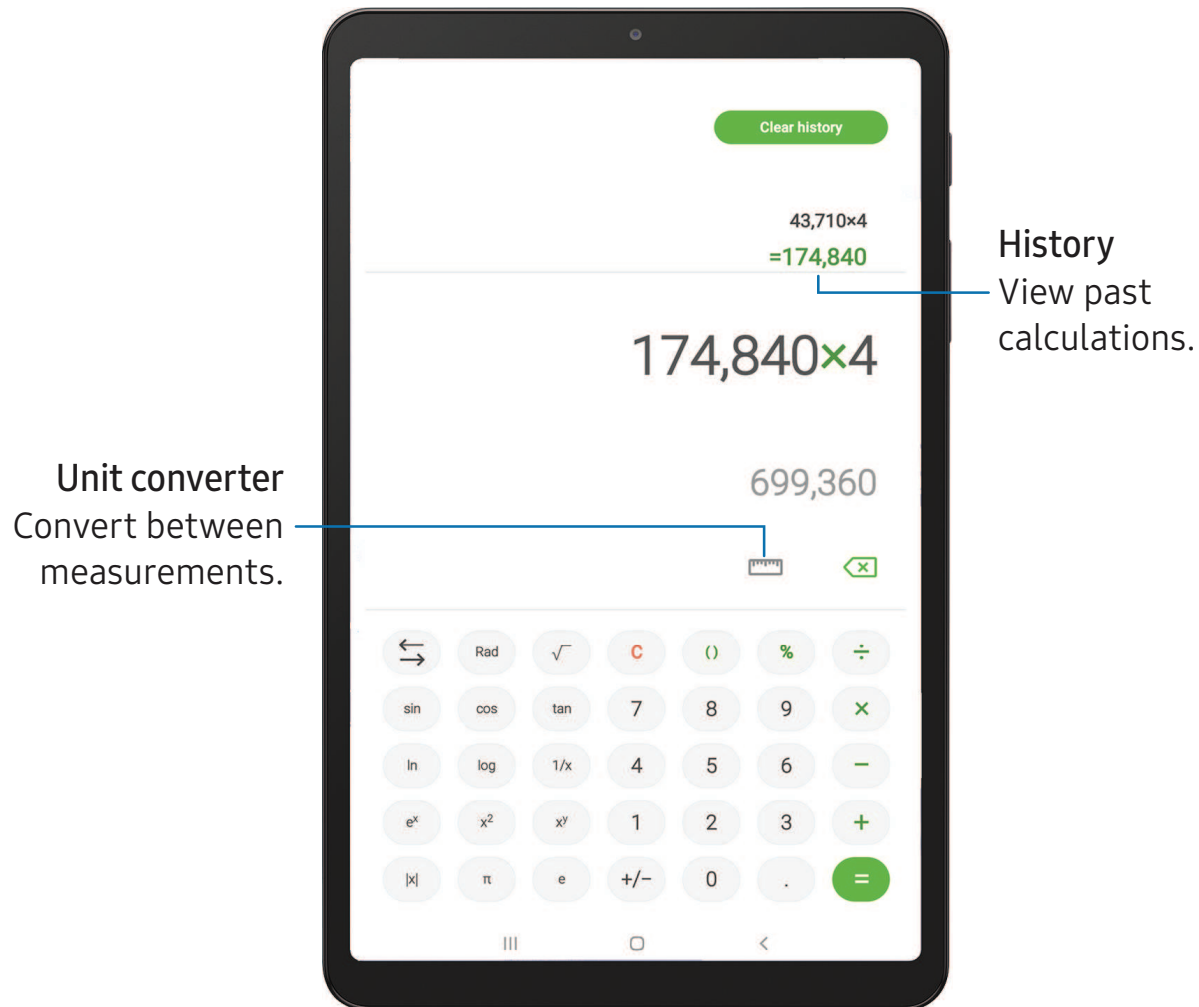 Clear history
43,710×4
=174,840
History
View past
calculations.
174,840×4
Unit converter
Convert between
measurements.
699,360
Rad √ C () % ÷
sin cos tan 7 8 9 ×
ln log 1/x 4 5 6 −
eˣ x² xʸ 1 2 3 +
|x| π e +/− 0 . =